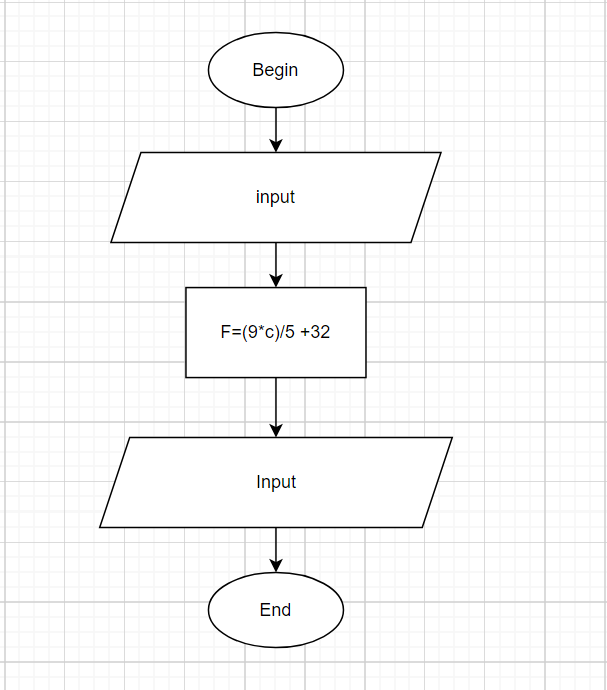 Begin
input
F=(9*c)/5 +32
Input
End